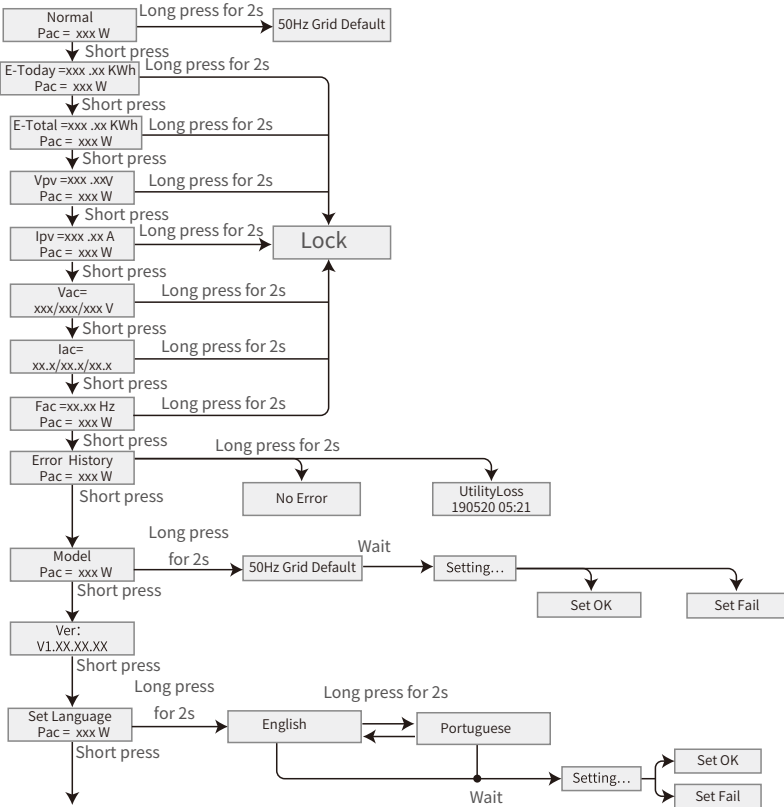 Normal
Pac = xxx W
Long press for 2s
50Hz Grid Default
Short press
E-Today =xxx .xx KWh
Pac = xxx W
Long press for 2s
Short press
E-Total =xxx .xx KWh
Pac = xxx W
Long press for 2s
Short press
Vpv =xxx .xxV
Pac = xxx W
Long press for 2s
Short press
Ipv =xxx .xx A
Pac = xxx W
Long press for 2s
Lock
Short press
Vac=
xxx/xxx/xxx V
Long press for 2s
Short press
Iac=
xx.x/xx.x/xx.x
Long press for 2s
Short press
Fac =xx.xx Hz
Pac = xxx W
Long press for 2s
Short press
Error History
Pac = xxx W
Long press for 2s
No Error
UtilityLoss
190520 05:21
Short press
Model
Pac = xxx W
Long press
for 2s
50Hz Grid Default
Wait
Setting...
Set OK
Set Fail
Short press
Ver:
V1.XX.XX.XX
Short press
Set Language
Pac = xxx W
Long press
for 2s
English
Long press for 2s
Portuguese
Short press
Wait
Setting...
Set OK
Set Fail